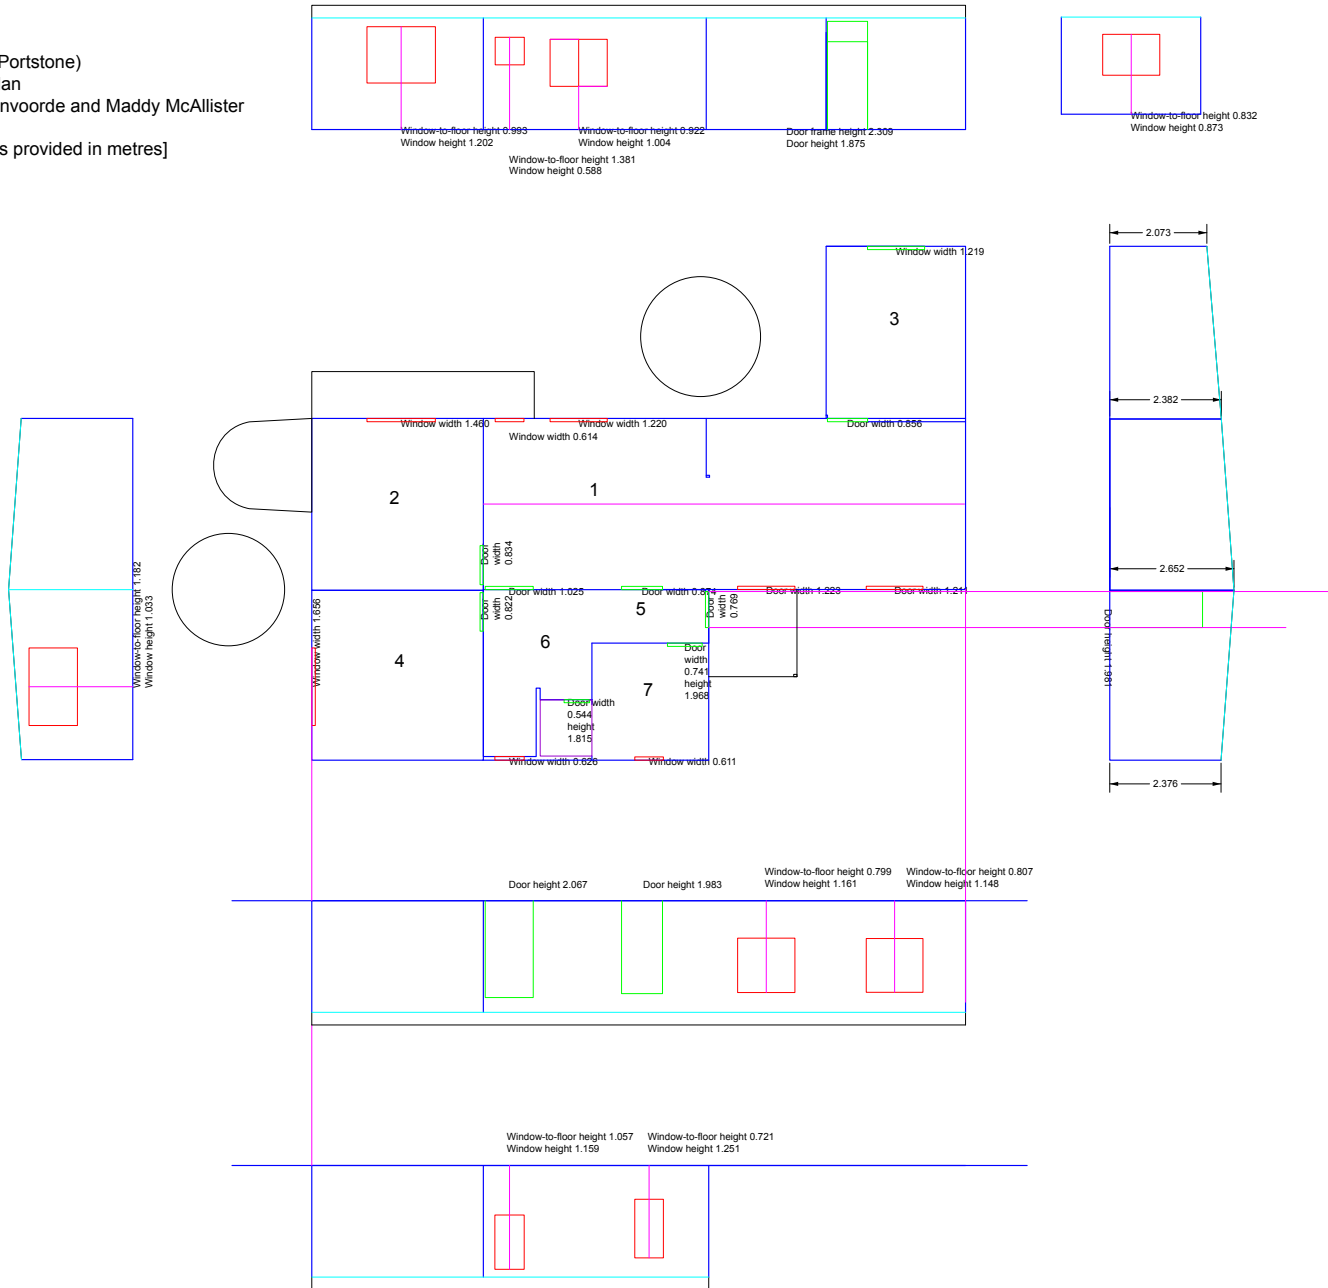 Portstone)
an
nvoorde and Maddy McAllister
s provided in metres]
Window-to-floor height 0.993
Window height 1.202
Window-to-floor height 0.922
Window height 1.004
Window-to-floor height 1.381
Window height 0.588
Door frame height 2.309
Door height 1.875
Window-to-floor height 0.832
Window height 0.873
2.073
Window width 1.219
3
2.382
Window width 1.460
Window width 0.614
Window width 1.220
Door width 0.856
2
1
Door
width
0.834
2.652
Window-to-floor height 1.182
Window height 1.033
Window width 1.656
Door
width
0.822
Door width 1.025
Door width 0.874
Door
width
0.769
Door width 1.223
Door width 1.211
5
6
4
7
Door
width
0.741
height
1.968
Door height 1.981
Door width
0.544
height
1.815
Window width 0.626
Window width 0.611
2.376
Door height 2.067
Door height 1.983
Window-to-floor height 0.799
Window height 1.161
Window-to-floor height 0.807
Window height 1.148
Window-to-floor height 1.057
Window height 1.159
Window-to-floor height 0.721
Window height 1.251